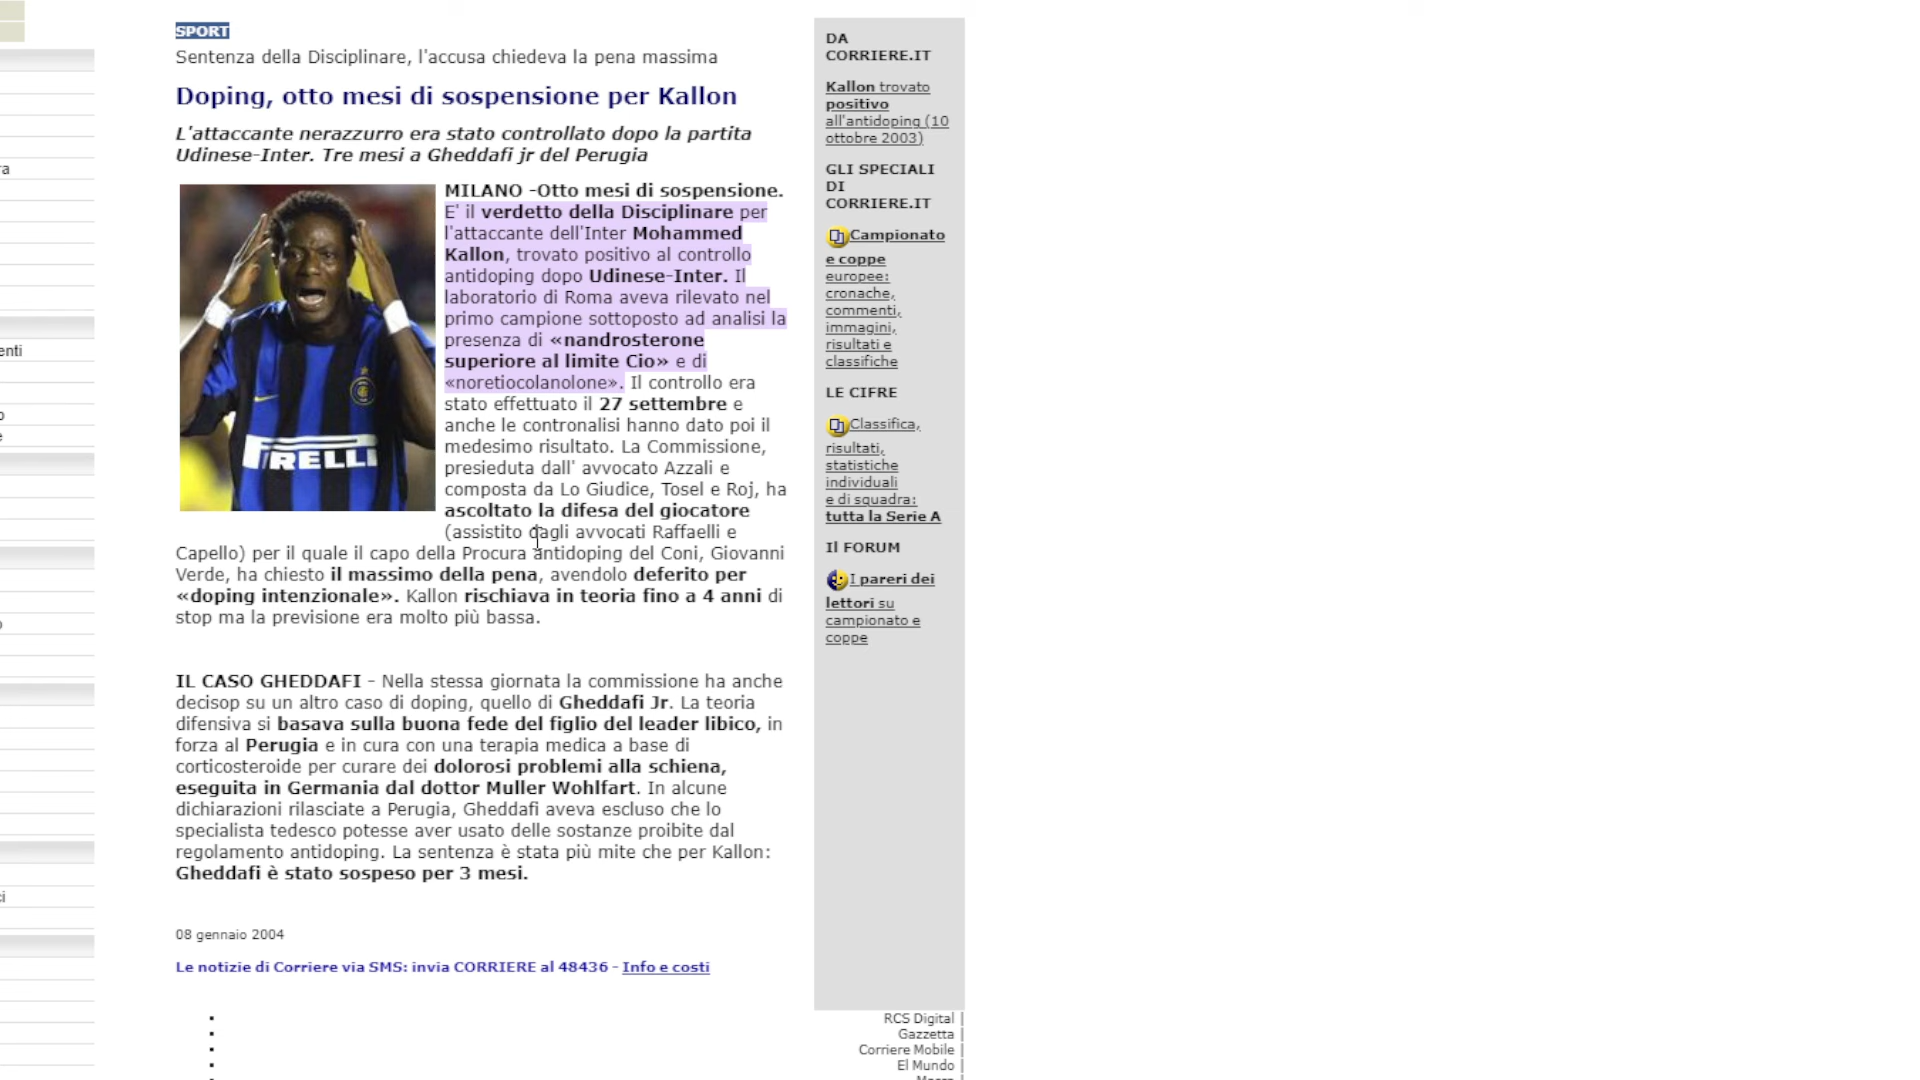 SPORT
Sentenza della Disciplinare, l'accusa chiedeva la pena massima
Doping, otto mesi di sospensione per Kallon
L'attaccante nerazzurro era stato controllato dopo la partita
Udinese-Inter. Tre mesi a Gheddafi jr del Perugia
MILANO -Otto mesi di sospensione.
E' il verdetto della Disciplinare per
l'attaccante dell'Inter Mohammed
Kallon, trovato positivo al controllo
antidoping dopo Udinese-Inter. Il
laboratorio di Roma aveva rilevato nel
primo campione sottoposto ad analisi la
presenza di «nandrosterone
superiore al limite Cio» e di
«noretiocolanolone». Il controllo era
stato effettuato il 27 settembre e
anche le contronalisi hanno dato poi il
medesimo risultato. La Commissione,
presieduta dall' avvocato Azzali e
composta da Lo Giudice, Tosel e Roj, ha
ascoltato la difesa del giocatore
(assistito dagli avvocati Raffaelli e
Capello) per il quale il capo della Procura antidoping del Coni, Giovanni
Verde, ha chiesto il massimo della pena, avendolo deferito per
«doping intenzionale». Kallon rischiava in teoria fino a 4 anni di
stop ma la previsione era molto più bassa.
IL CASO GHEDDAFI - Nella stessa giornata la commissione ha anche
decisop su un altro caso di doping, quello di Gheddafi Jr. La teoria
difensiva si basava sulla buona fede del figlio del leader libico, in
forza al Perugia e in cura con una terapia medica a base di
corticosteroide per curare dei dolorosi problemi alla schiena,
eseguita in Germania dal dottor Muller Wohlfart. In alcune
dichiarazioni rilasciate a Perugia, Gheddafi aveva escluso che lo
specialista tedesco potesse aver usato delle sostanze proibite dal
regolamento antidoping. La sentenza è stata più mite che per Kallon:
Gheddafi è stato sospeso per 3 mesi.
08 gennaio 2004
Le notizie di Corriere via SMS: invia CORRIERE al 48436 - Info e costi
PIRELLI
DA
CORRIERE.IT
Kallon trovato
positivo
all'antidoping (10
ottobre 2003)
GLI SPECIALI
DI
CORRIERE.IT
Campionato
e coppe
europee:
cronache,
commenti,
immagini,
risultati e
classifiche
LE CIFRE
Classifica,
risultati,
statistiche
individuali
e di squadra:
tutta la Serie A
Il FORUM
I pareri dei
lettori su
campionato e
coppe
RCS Digital |
Gazzetta |
Corriere Mobile |
El Mundo |